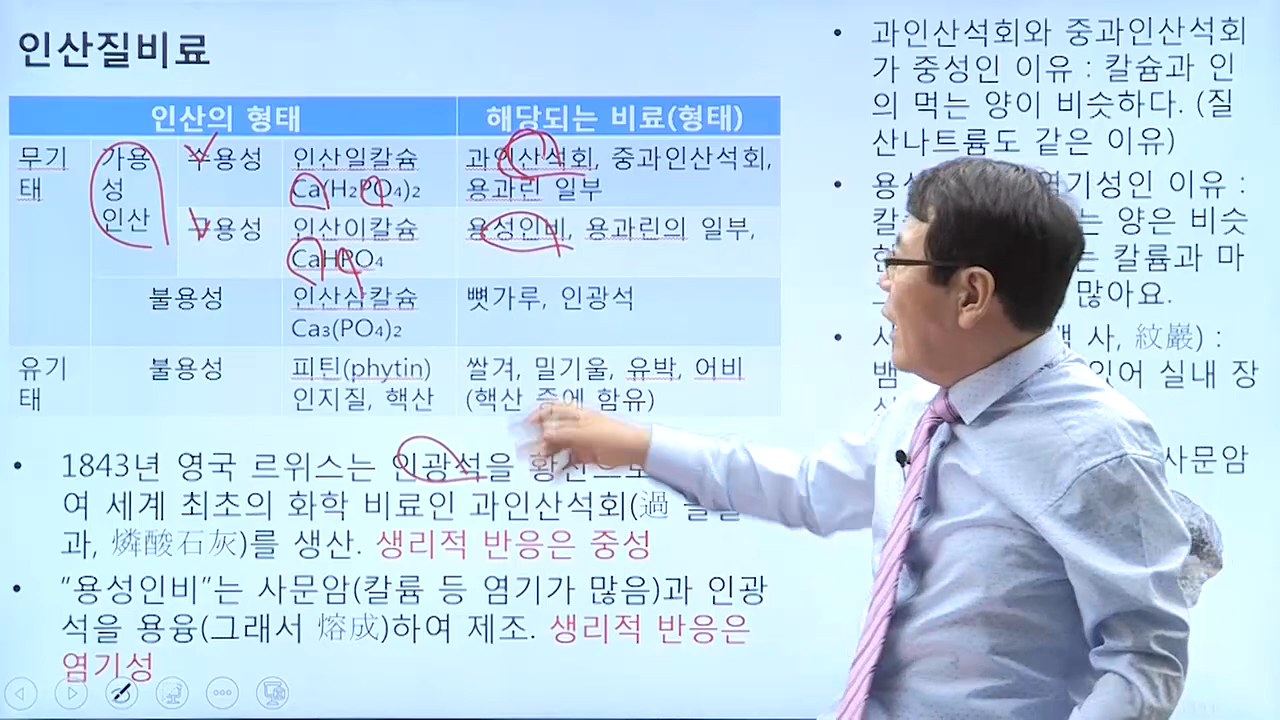 인산질비료
인산의 형태
해당되는 비료(형태)
무기
태
가용
성
인산
수용성
인산일칼슘
Ca(H₂PO₄)₂
과인산석회, 중과인산석회,
용과린 일부
구용성
인산이칼슘
CaHPO₄
용성인비, 용과린의 일부,
불용성
인산삼칼슘
Ca₃(PO₄)₂
뼛가루, 인광석
유기
태
불용성
피틴(phytin)
인지질, 핵산
쌀겨, 밀기울, 유박, 어비
(핵산 중에 함유)
• 1843년 영국 르위스는 인광석을
여 세계 최초의 화학 비료인 과인산석회(過
과, 燐酸石灰)를 생산. 생리적 반응은 중성
• "용성인비"는 사문암(칼륨 등 염기가 많음)과 인광
석을 용융(그래서 熔成)하여 제조. 생리적 반응은
염기성
• 과인산석회와 중과인산석회
가 중성인 이유 : 칼슘과 인
의 먹는 양이 비슷하다. (질
산나트륨도 같은 이유)
• 염기성인 이유 :
는 양은 비슷
칼륨과 마
많아요.
• 사, 紋巖) :
뱀 있어 실내 장
사문암